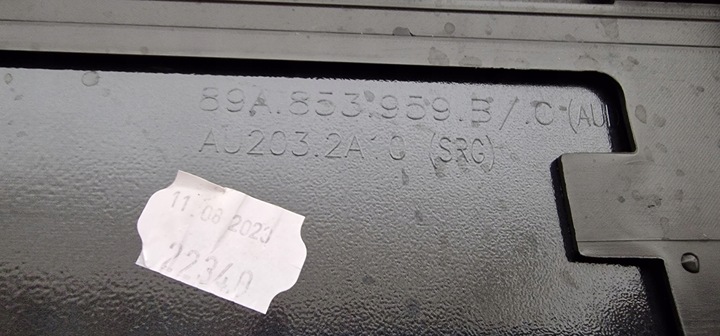 89A.853.959.B/.C (AU
AU203.2A10 (SRG)
11.08 2023
22340